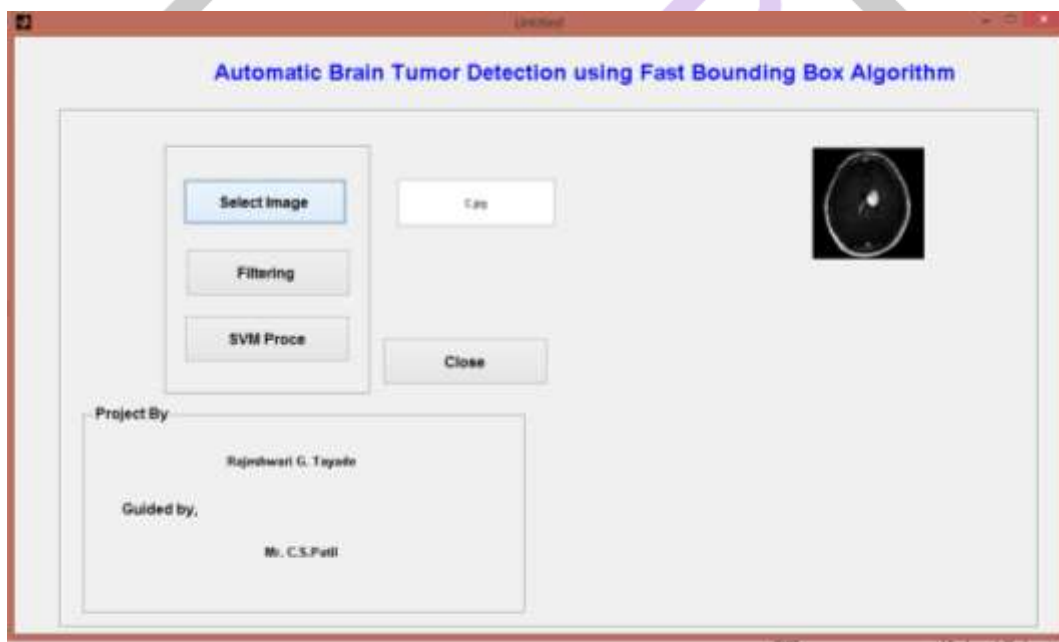 Untitled
Automatic Brain Tumor Detection using Fast Bounding Box Algorithm
Select Image
Filtering
SVM Proce
Close
Project By
Rajeshwari G. Tayade
Guided by,
Mr. C.S.Patil